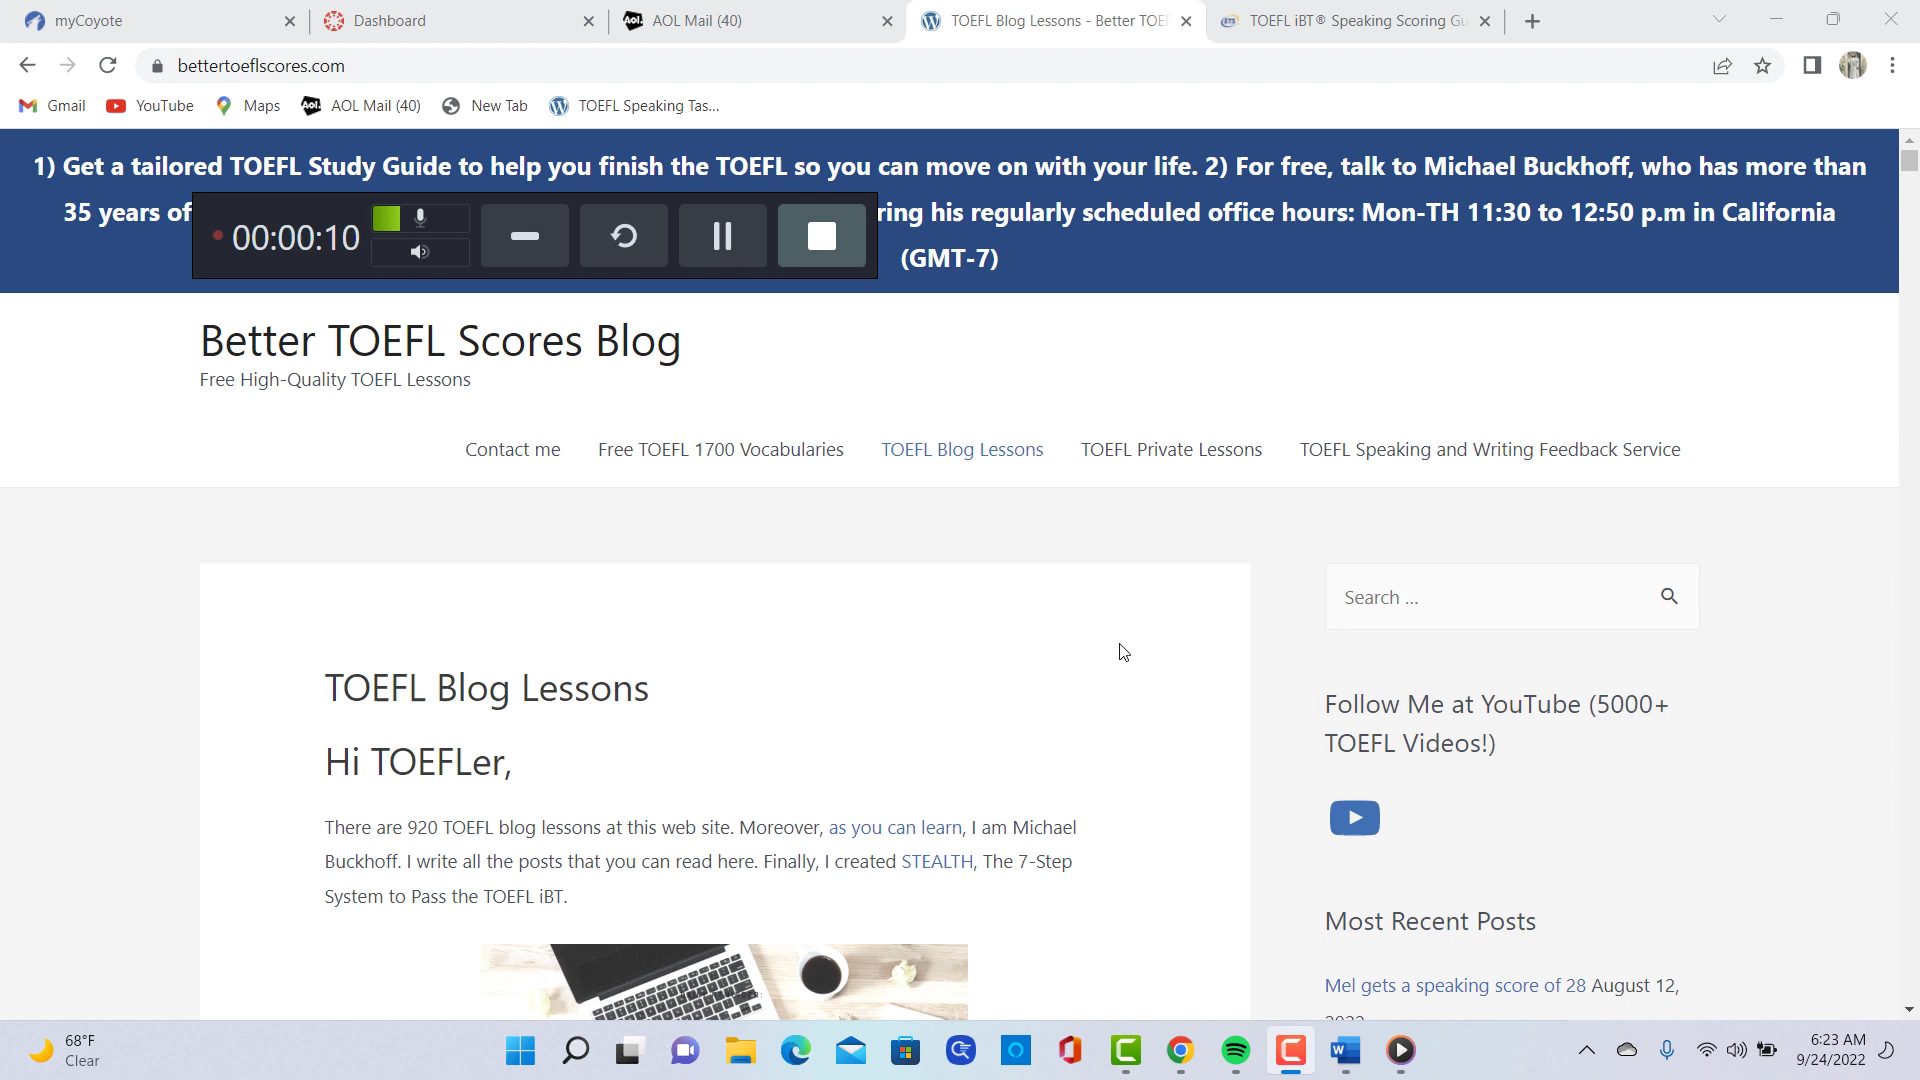 myCoyote
Dashboard
AOL Mail (40)
TOEFL Blog Lessons - Better TOEF
TOEFL iBT® Speaking Scoring Gu
bettertoeflscores.com
Gmail
YouTube
Maps
Aol.
AOL Mail (40)
New Tab
TOEFL Speaking Tas...
1) Get a tailored TOEFL Study Guide to help you finish the TOEFL so you can move on with your life. 2) For free, talk to Michael Buckhoff, who has more than
35 years of
ring his regularly scheduled office hours: Mon-TH 11:30 to 12:50 p.m in California
(GMT-7)
00:00:10
Better TOEFL Scores Blog
Free High-Quality TOEFL Lessons
Contact me
Free TOEFL 1700 Vocabularies
TOEFL Blog Lessons
TOEFL Private Lessons
TOEFL Speaking and Writing Feedback Service
Search ...
TOEFL Blog Lessons
Hi TOEFLer,
There are 920 TOEFL blog lessons at this web site. Moreover, as you can learn, I am Michael
Buckhoff. I write all the posts that you can read here. Finally, I created STEALTH, The 7-Step
System to Pass the TOEFL iBT.
Follow Me at YouTube (5000+
TOEFL Videos!)
Most Recent Posts
Mel gets a speaking score of 28 August 12,
2022
68°F
Clear
6:23 AM
9/24/2022